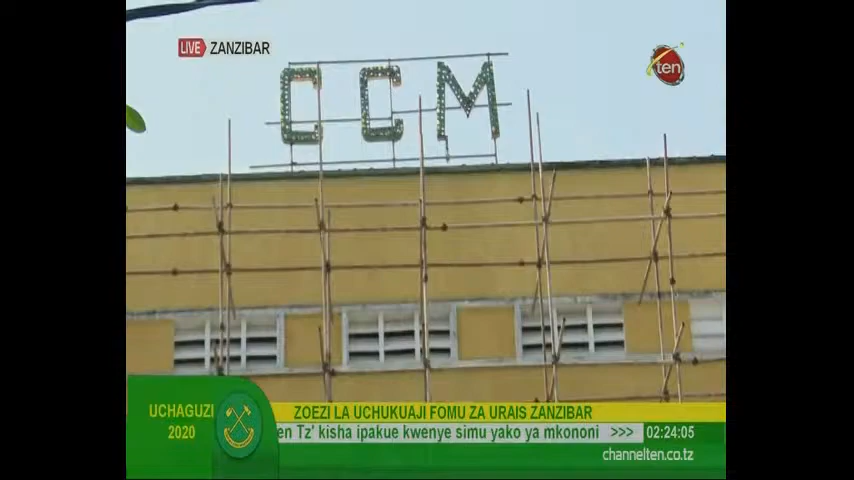 LIVE ZANZIBAR
ten
CCM
UCHAGUZI
2020
ZOEZI LA UCHUKUAJI FOMU ZA URAIS ZANZIBAR
en Tz' kisha ipakue kwenye simu yako ya mkononi >>>
02:24:05
channelten.co.tz